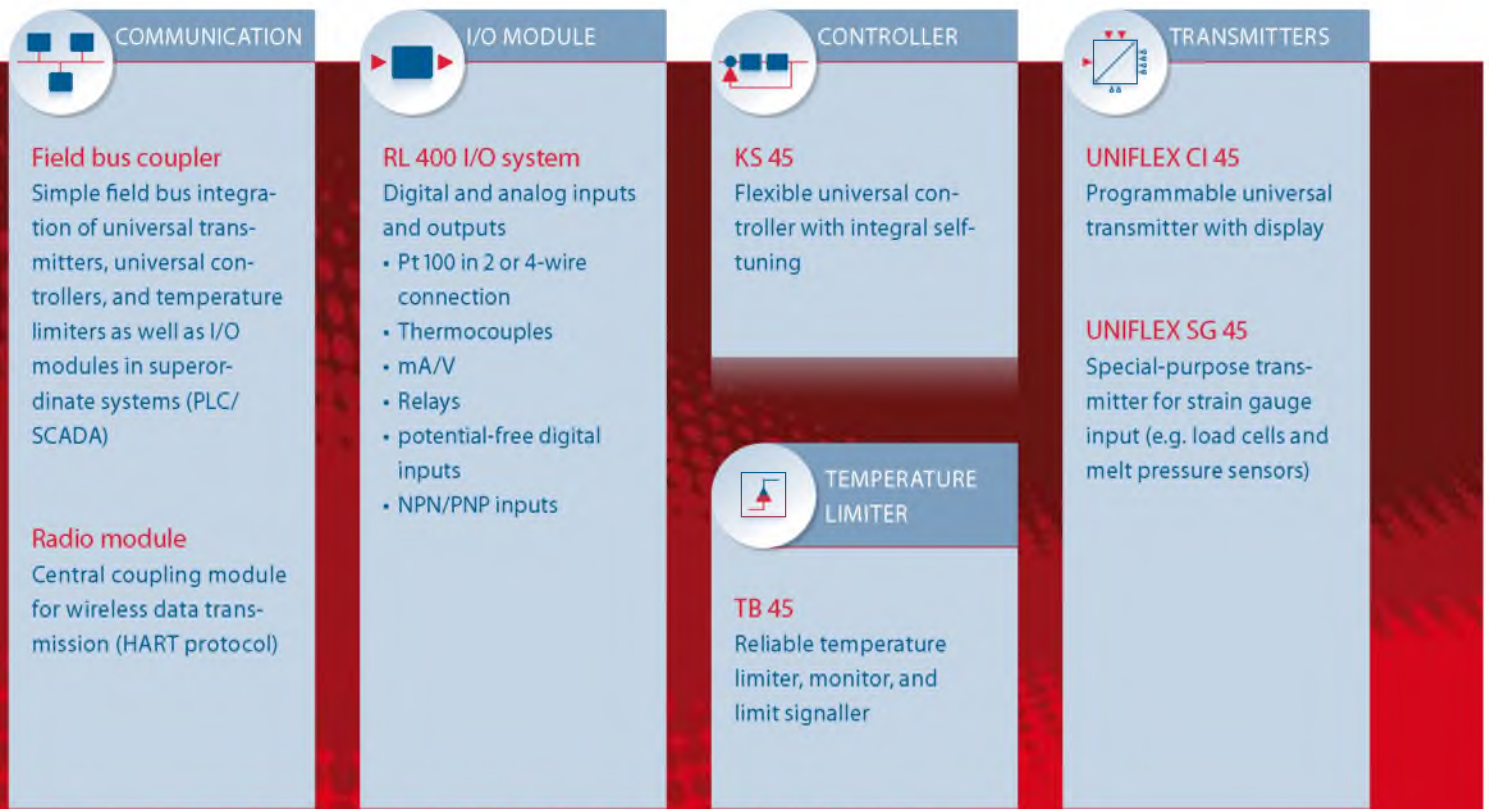 COMMUNICATION
Field bus coupler
Simple field bus integra-
tion of universal trans-
mitters, universal con-
trollers, and temperature
limiters as well as I/O
modules in superor-
dinate systems (PLC/
SCADA)
Radio module
Central coupling module
for wireless data trans-
mission (HART protocol)
I/O MODULE
RL 400 I/O system
Digital and analog inputs
and outputs
• Pt 100 in 2 or 4-wire
connection
• Thermocouples
• mA/V
• Relays
• potential-free digital
inputs
• NPN/PNP inputs
CONTROLLER
KS 45
Flexible universal con-
troller with integral self-
tuning
TEMPERATURE
LIMITER
TB 45
Reliable temperature
limiter, monitor, and
limit signaller
TRANSMITTERS
UNIFLEX CI 45
Programmable universal
transmitter with display
UNIFLEX SG 45
Special-purpose trans-
mitter for strain gauge
input (e.g. load cells and
melt pressure sensors)